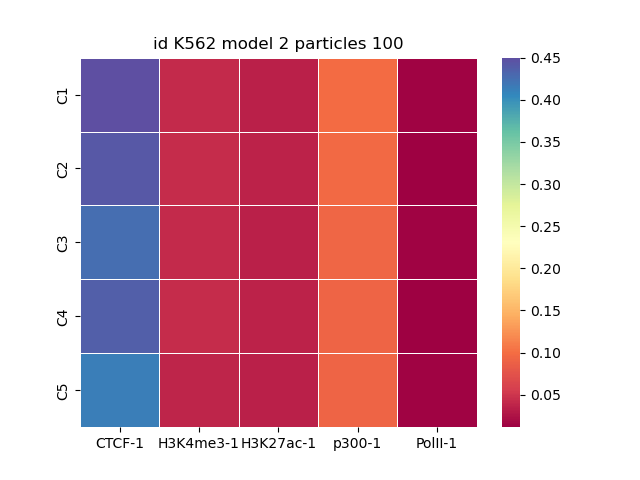 id K562 model 2 particles 100
C1
C2
C3
C4
C5
CTCF-1 H3K4me3-1 H3K27ac-1 p300-1 PolII-1
0.45
0.40
0.35
0.30
0.25
0.20
0.15
0.10
0.05